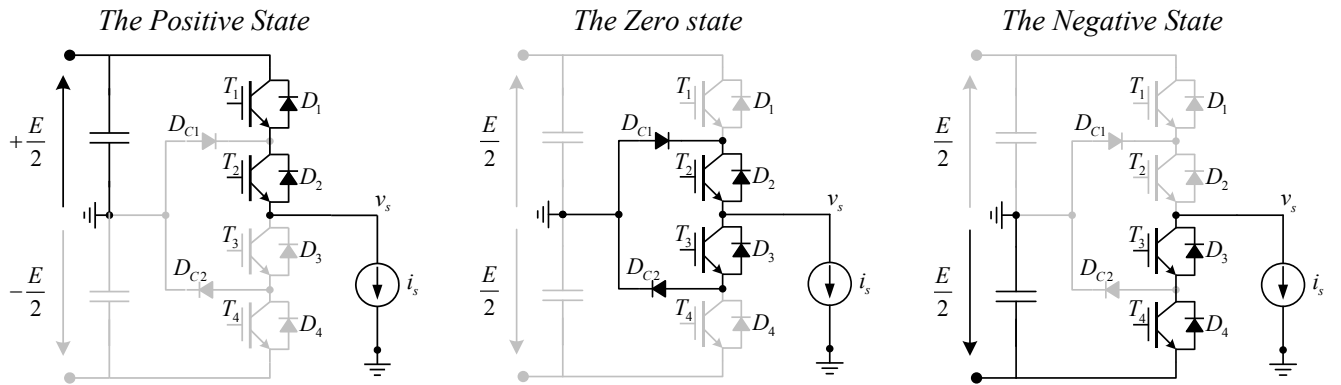 The Positive State
T1
D1
DC1
+E/2
T2
D2
vs
T3
D3
DC2
-E/2
is
T4
D4
The Zero state
T1
D1
DC1
E/2
T2
D2
vs
T3
D3
DC2
E/2
is
T4
D4
The Negative State
T1
D1
DC1
E/2
T2
D2
vs
T3
D3
DC2
E/2
is
T4
D4